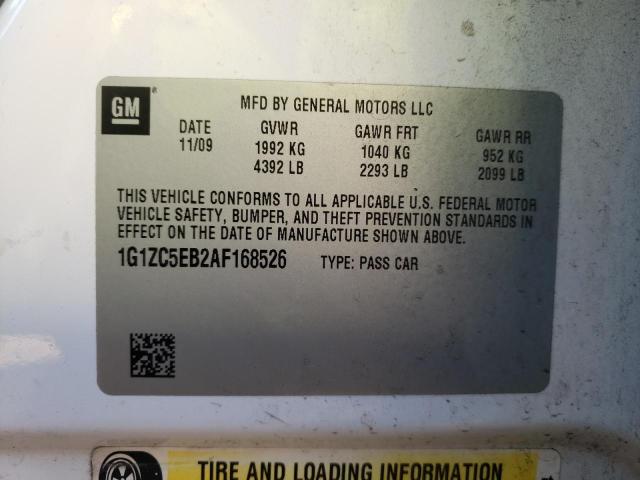 GM
MFD BY GENERAL MOTORS LLC
DATE GVWR GAWR FRT GAWR RR
11/09 1992 KG 1040 KG 952 KG
4392 LB 2293 LB 2099 LB
THIS VEHICLE CONFORMS TO ALL APPLICABLE U.S. FEDERAL MOTOR
VEHICLE SAFETY, BUMPER, AND THEFT PREVENTION STANDARDS IN
EFFECT ON THE DATE OF MANUFACTURE SHOWN ABOVE.
1G1ZC5EB2AF168526 TYPE: PASS CAR
TIRE AND LOADING INFORMATION